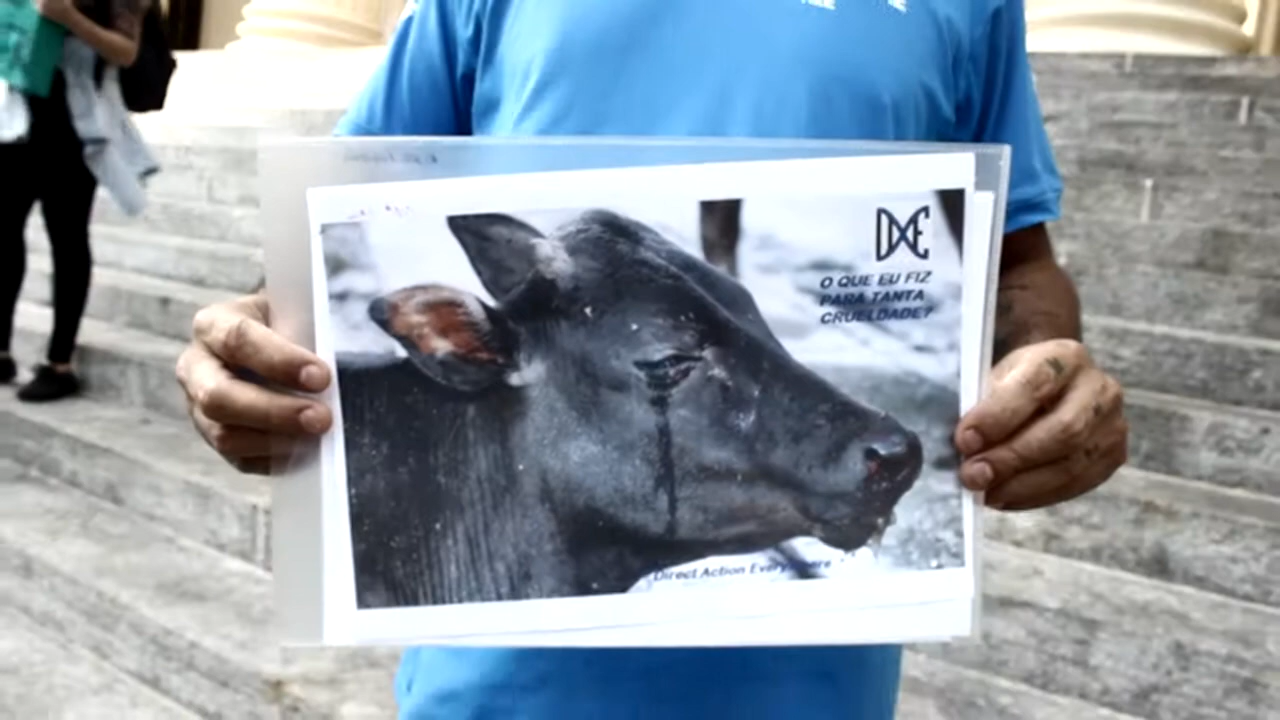 DXE
O QUE EU FIZ
PARA TANTA
CRUELDADE?
Direct Action Everywhere